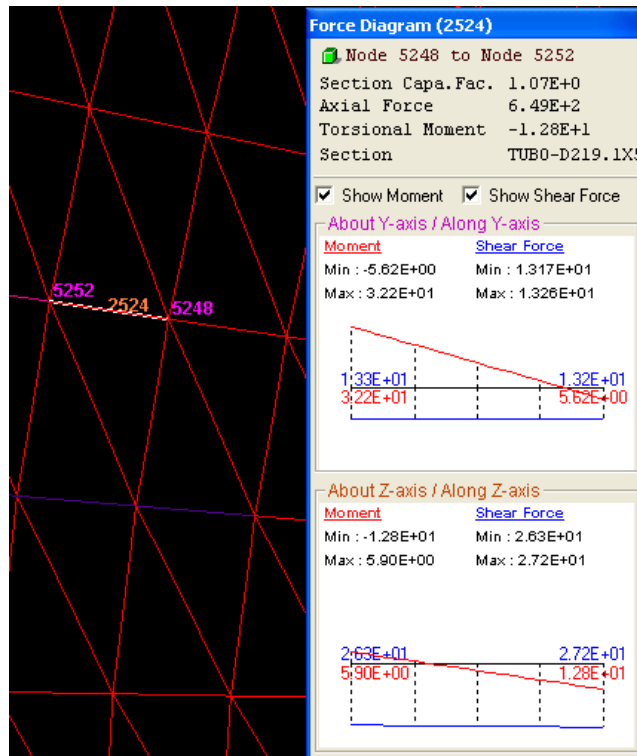 5252
2524
5248
Force Diagram (2524)
Node 5248 to Node 5252
Section Capa.Fac. 1.07E+0
Axial Force 6.49E+2
Torsional Moment -1.28E+1
Section TUBO-D219.1X5
Show Moment Show Shear Force
About Y-axis / Along Y-axis
Moment Shear Force
Min : -5.62E+00 Min : 1.317E+01
Max : 3.22E+01 Max : 1.326E+01
1.33E+01 1.32E+01
3.22E+01 5.62E+00
About Z-axis / Along Z-axis
Moment Shear Force
Min : -1.28E+01 Min : 2.63E+01
Max : 5.90E+00 Max : 2.72E+01
2.63E+01 2.72E+01
5.90E+00 1.28E+01